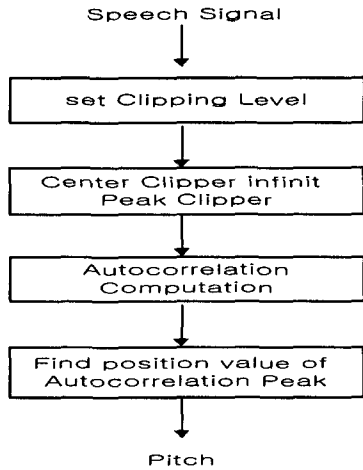 Speech Signal
set Clipping Level
Center Clipper infinit
Peak Clipper
Autocorrelation
Computation
Find position value of
Autocorrelation Peak
Pitch